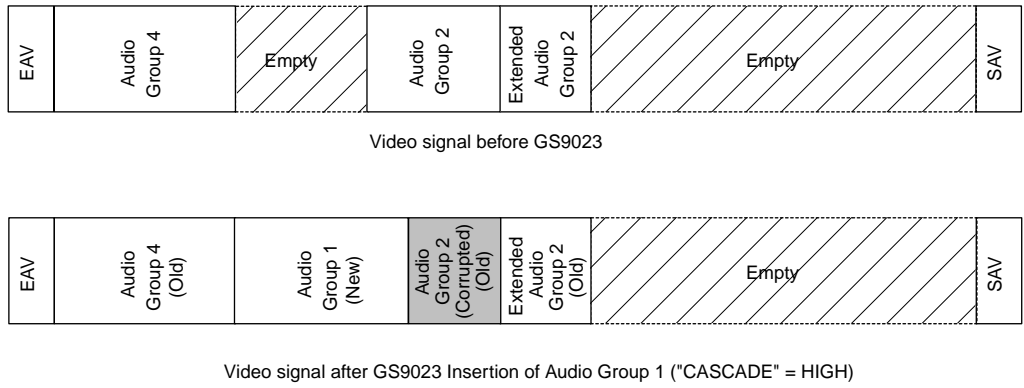 EAV
Audio
Group 4
Empty
Audio
Group 2
Extended
Audio
Group 2
Empty
SAV
Video signal before GS9023
EAV
Audio
Group 4
(Old)
Audio
Group 1
(New)
Audio
Group 2
(Corrupted)
(Old)
Extended
Audio
Group 2
(Old)
Empty
SAV
Video signal after GS9023 Insertion of Audio Group 1 ("CASCADE" = HIGH)